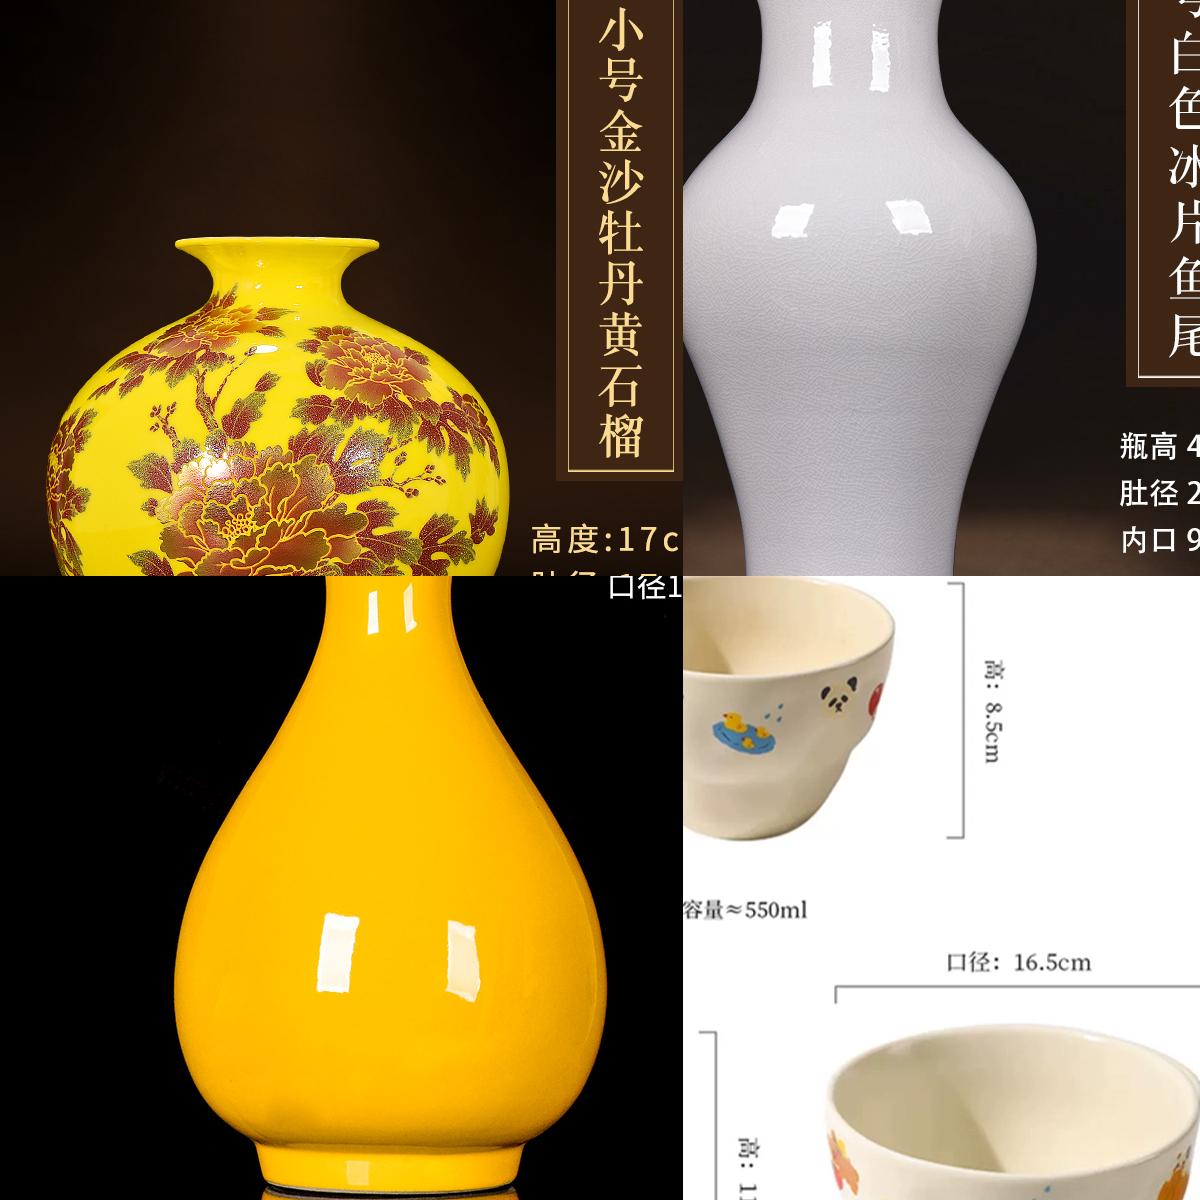 小号金沙牡丹黄石榴
高度:17c
白色冰片鱼尾
瓶高 4
肚径 2
内口 9
口径1
高：8.5cm
容量≈550ml
口径：16.5cm
高：1